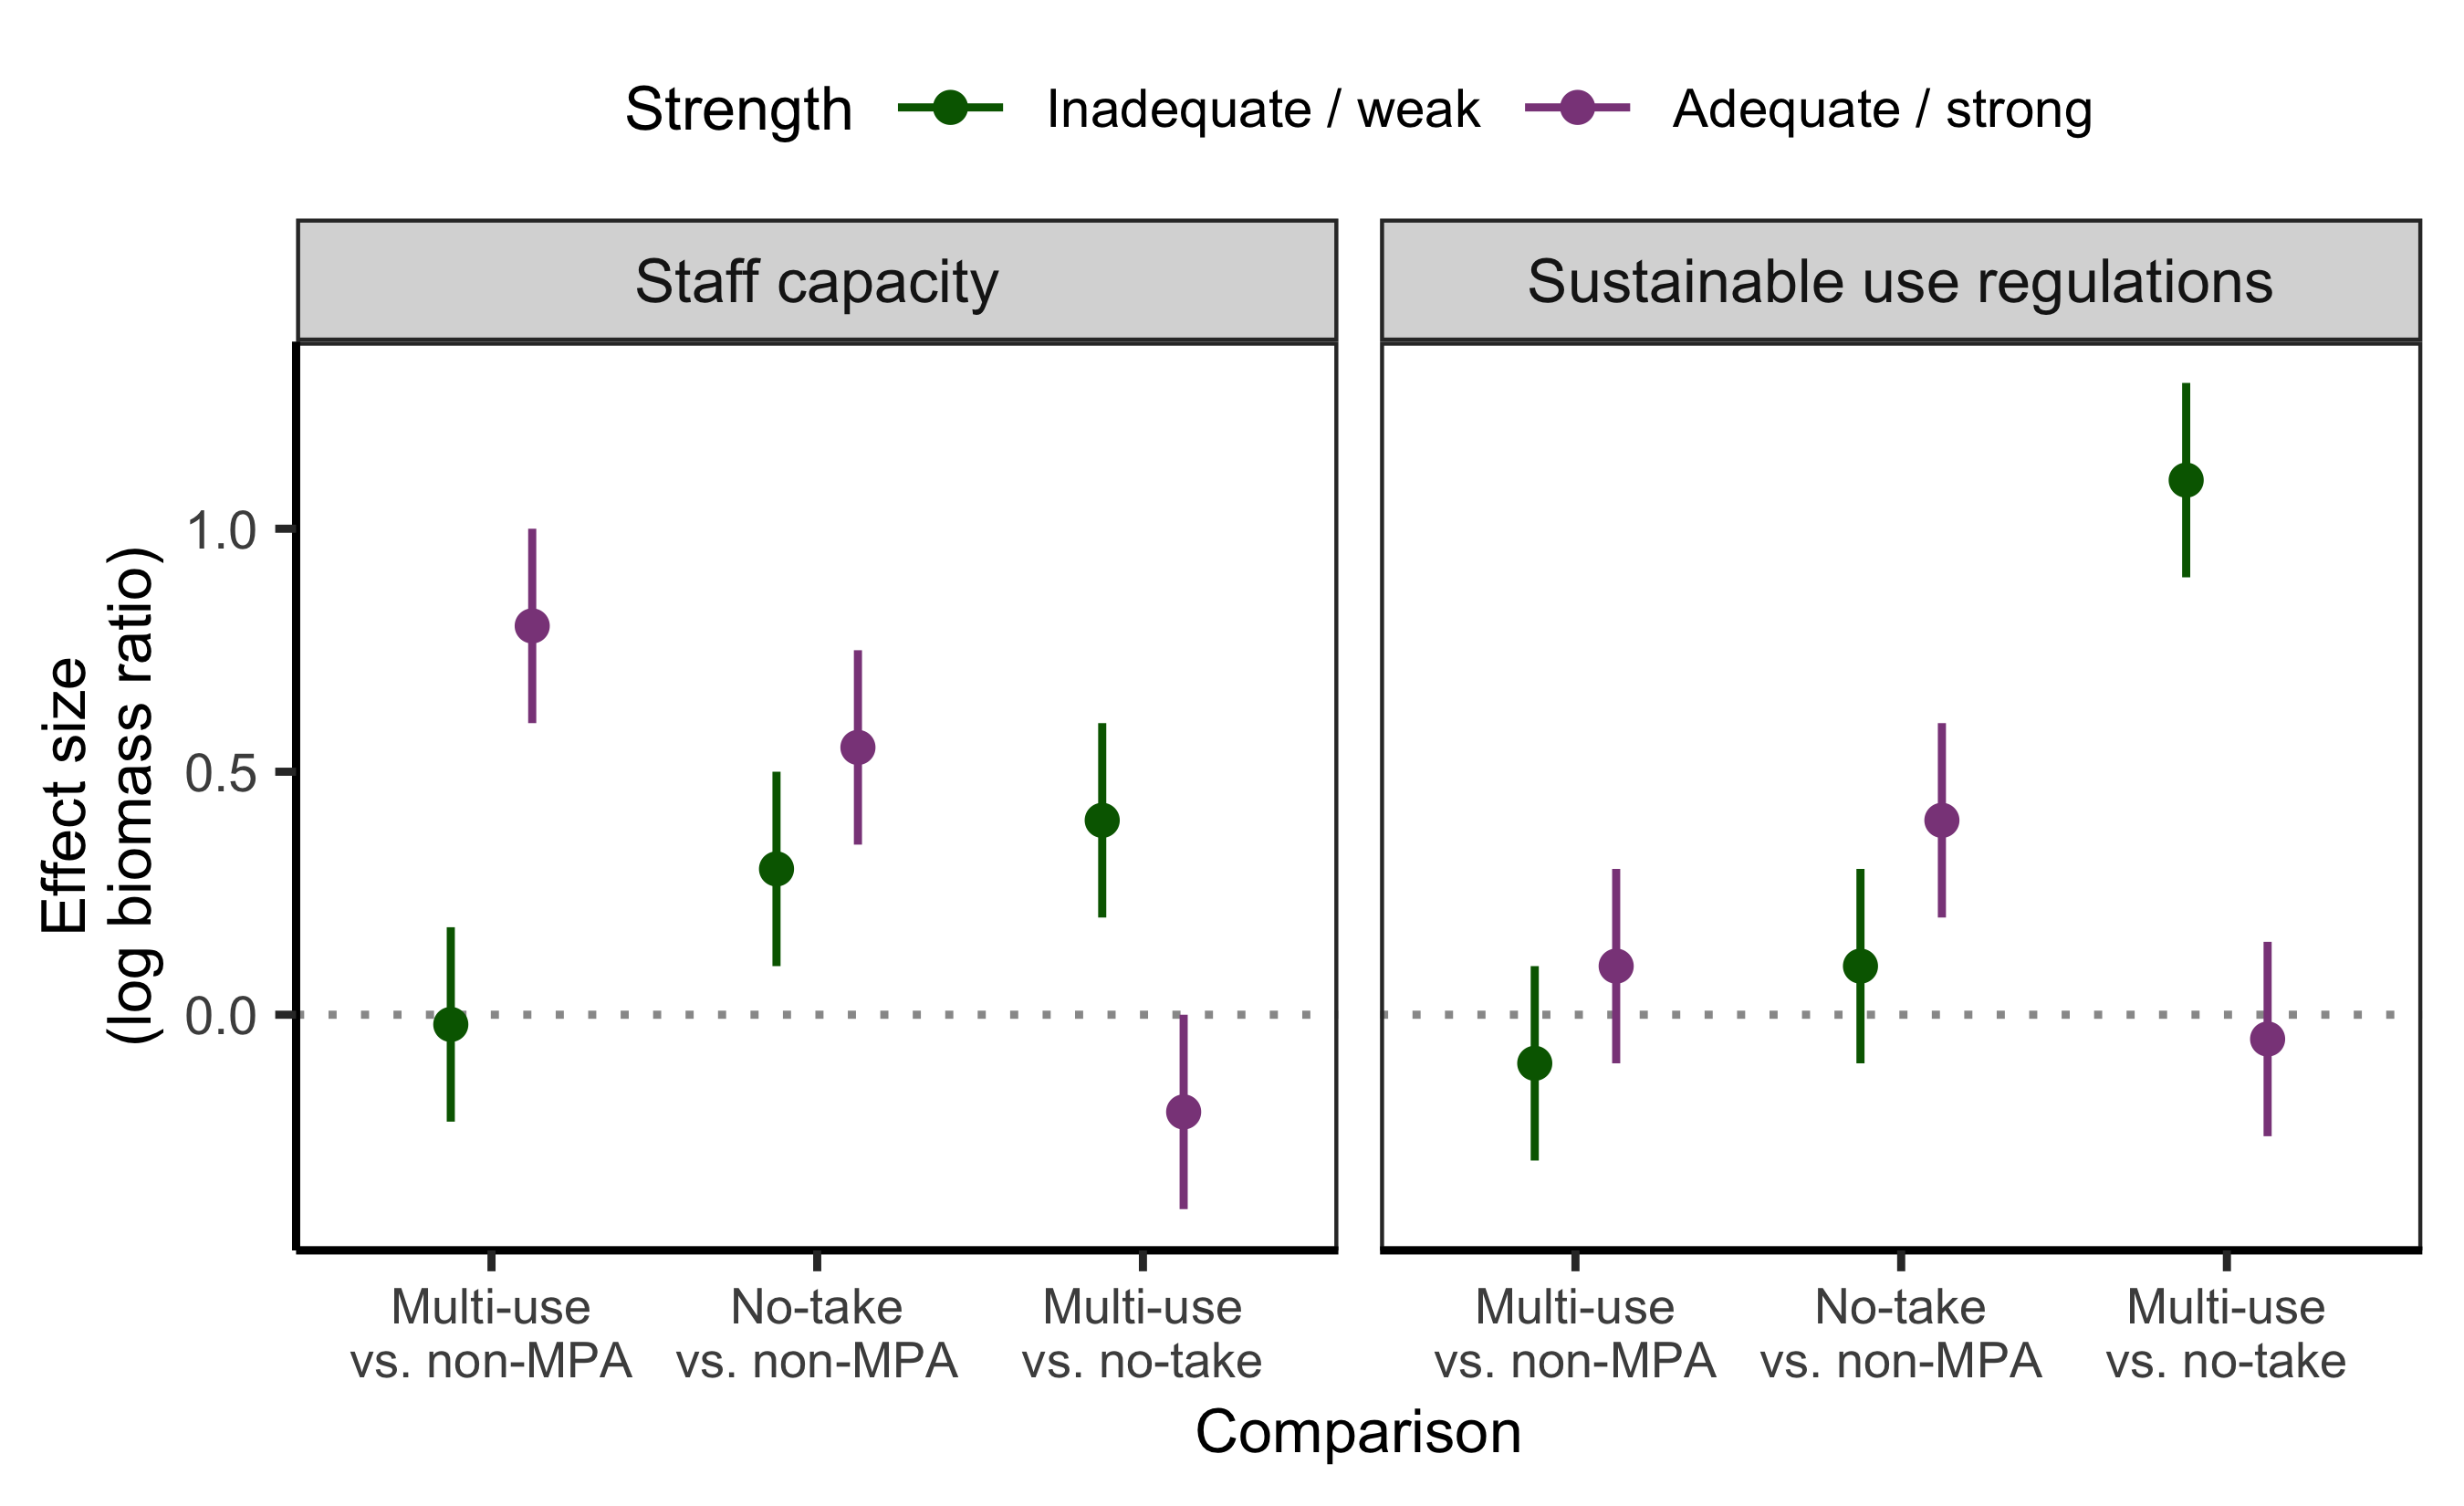 Strength Inadequate / weak Adequate / strong
Staff capacity Sustainable use regulations
Effect size
(log biomass ratio)
1.0
0.5
0.0
Multi-use No-take Multi-use Multi-use No-take Multi-use
vs. non-MPA vs. non-MPA vs. no-take vs. non-MPA vs. non-MPA vs. no-take
Comparison